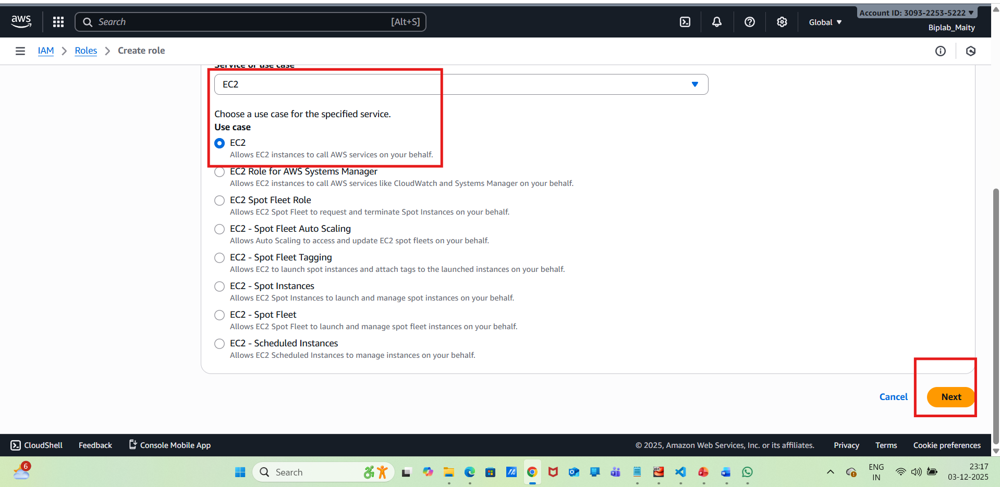 aws
Search
[Alt+S]
Global
Account ID: 3093-2253-5222
Biplab_Maity
IAM
Roles
Create role
Service or use case
EC2
Choose a use case for the specified service.
Use case
EC2
Allows EC2 instances to call AWS services on your behalf.
EC2 Role for AWS Systems Manager
Allows EC2 instances to call AWS services like CloudWatch and Systems Manager on your behalf.
EC2 Spot Fleet Role
Allows EC2 Spot Fleet to request and terminate Spot Instances on your behalf.
EC2 - Spot Fleet Auto Scaling
Allows Auto Scaling to access and update EC2 spot fleets on your behalf.
EC2 - Spot Fleet Tagging
Allows EC2 to launch spot instances and attach tags to the launched instances on your behalf.
EC2 - Spot Instances
Allows EC2 Spot Instances to launch and manage spot instances on your behalf.
EC2 - Spot Fleet
Allows EC2 Spot Fleet to launch and manage spot fleet instances on your behalf.
EC2 - Scheduled Instances
Allows EC2 Scheduled Instances to manage instances on your behalf.
Cancel
Next
CloudShell
Feedback
Console Mobile App
© 2025, Amazon Web Services, Inc. or its affiliates.
Privacy
Terms
Cookie preferences
6
Search
ENG
IN
23:17
03-12-2025